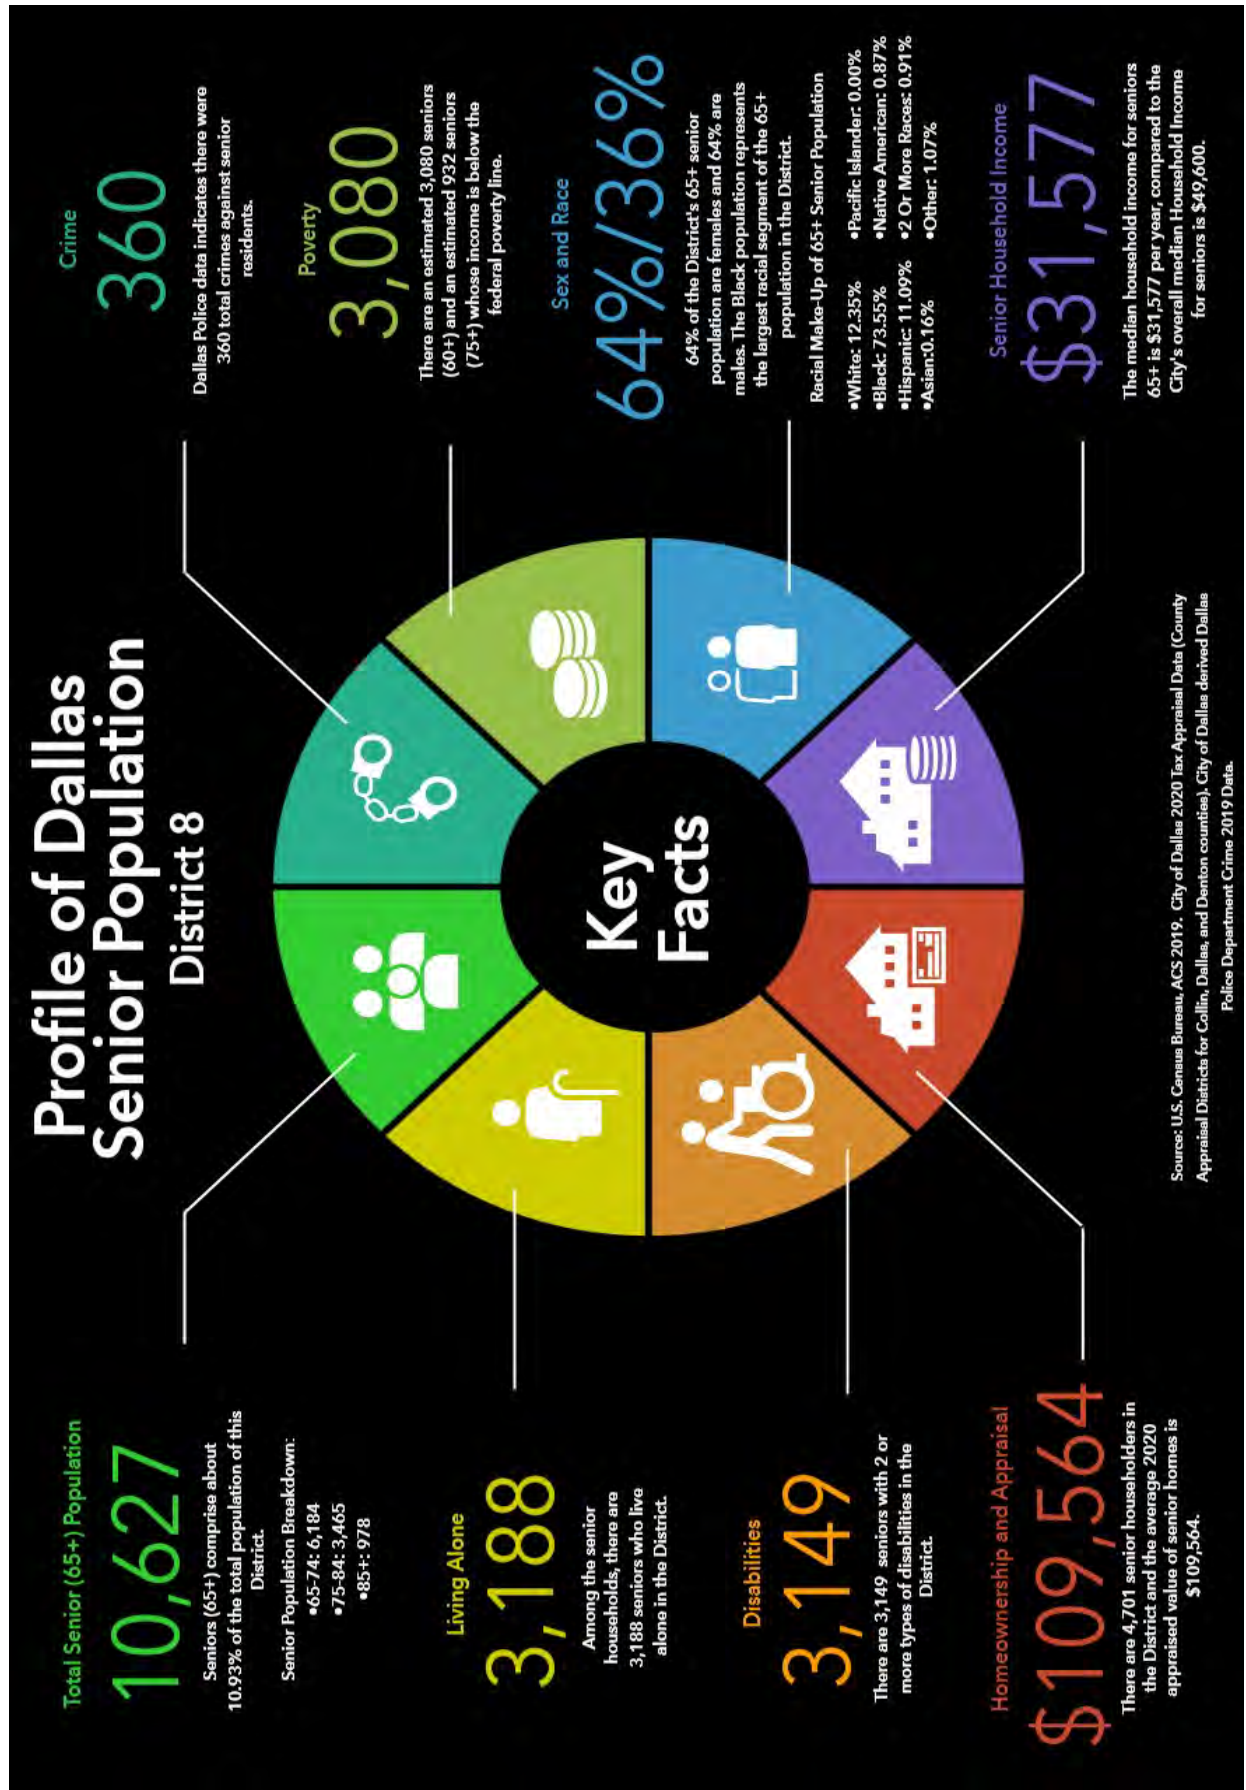 Profile of Dallas
Senior Population
District 8
Total Senior (65+) Population
10,627
Seniors (65+) comprise about
10.93% of the total population of this
District.
Senior Population Breakdown:
•65-74: 6,184
•75-84: 3,465
•85+: 978
Living Alone
3,188
Among the senior
households, there are
3,188 seniors who live
alone in the District.
Disabilities
3,149
There are 3,149 seniors with 2 or
more types of disabilities in the
District.
Homeownership and Appraisal
$109,564
There are 4,701 senior householders in
the District and the average 2020
appraised value of senior homes is
$109,564.
Key
Facts
Crime
360
Dallas Police data indicates there were
360 total crimes against senior
residents.
Poverty
3,080
There are an estimated 3,080 seniors
(60+) and an estimated 932 seniors
(75+) whose income is below the
federal poverty line.
Sex and Race
64%/36%
64% of the District's 65+ senior
population are females and 64% are
males. The Black population represents
the largest racial segment of the 65+
population in the District.
Racial Make-Up of 65+ Senior Population
•White: 12.35%
•Black: 73.55%
•Hispanic: 11.09%
•Asian:0.16%
•Pacific Islander: 0.00%
•Native American: 0.87%
•2 Or More Races: 0.91%
•Other: 1.07%
Senior Household Income
$31,577
The median household income for seniors
65+ is $31,577 per year, compared to the
City's overall median Household Income
for seniors is $49,600.
Source: U.S. Census Bureau, ACS 2019. City of Dallas 2020 Tax Appraisal Data (County
Appraisal Districts for Collin, Dallas, and Denton counties). City of Dallas derived Dallas
Police Department Crime 2019 Data.